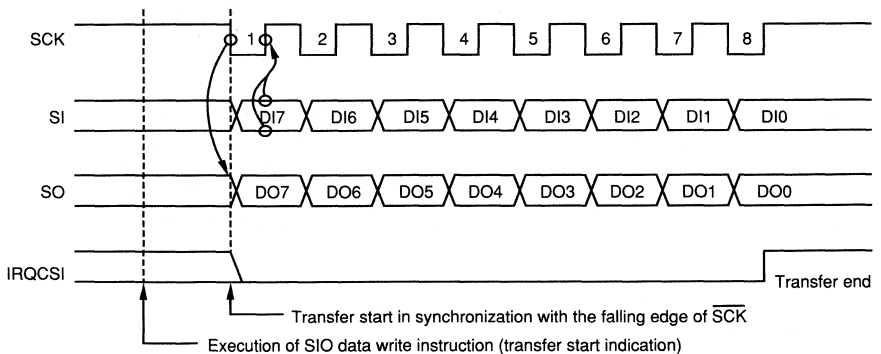 SCK 1 2 3 4 5 6 7 8
SI DI7 DI6 DI5 DI4 DI3 DI2 DI1 DI0
SO DO7 DO6 DO5 DO4 DO3 DO2 DO1 DO0
IRQCSI Transfer end
Transfer start in synchronization with the falling edge of S̅C̅K̅
Execution of SIO data write instruction (transfer start indication)